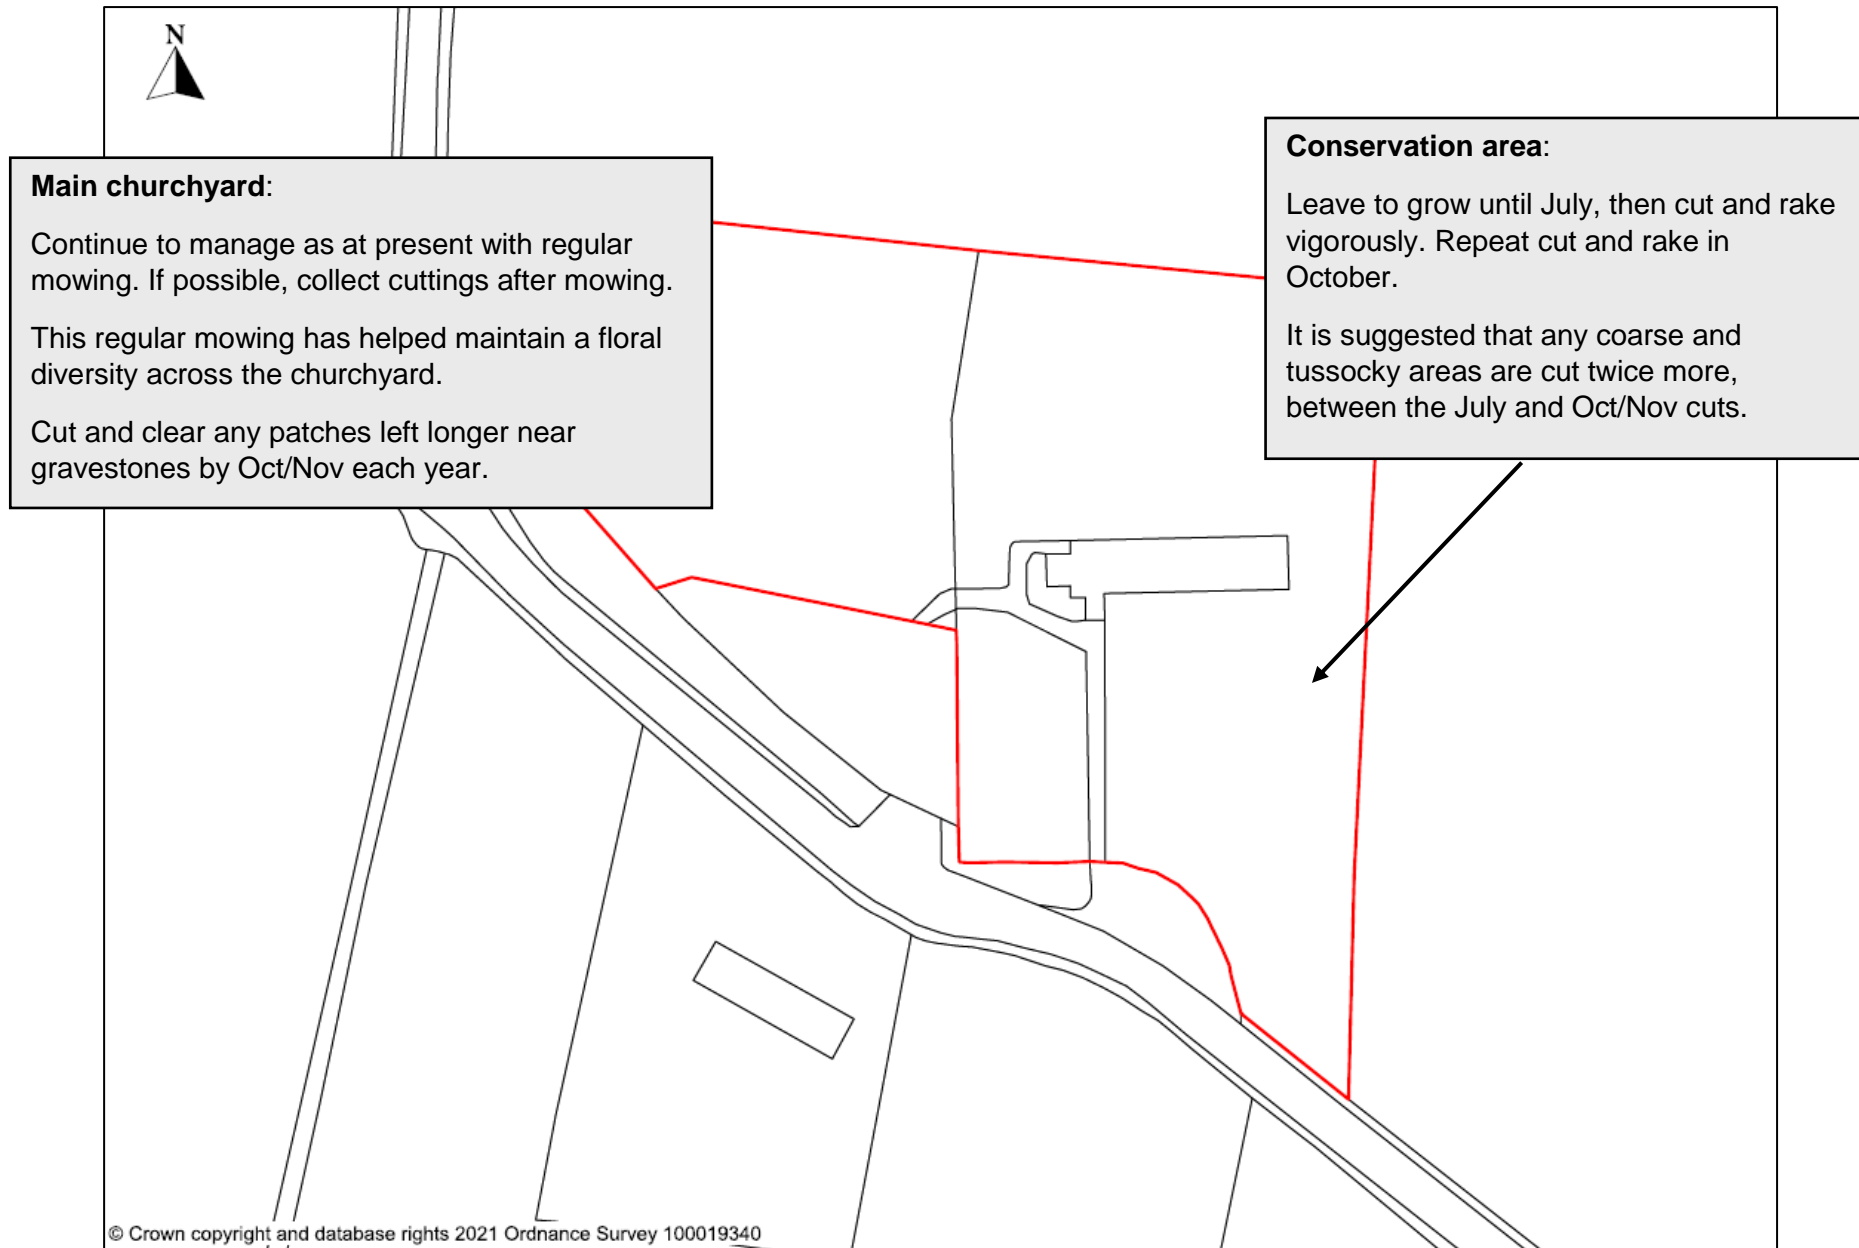 N
Main churchyard:
Continue to manage as at present with regular
mowing. If possible, collect cuttings after mowing.
This regular mowing has helped maintain a floral
diversity across the churchyard.
Cut and clear any patches left longer near
gravestones by Oct/Nov each year.
Conservation area:
Leave to grow until July, then cut and rake
vigorously. Repeat cut and rake in
October.
It is suggested that any coarse and
tussocky areas are cut twice more,
between the July and Oct/Nov cuts.
© Crown copyright and database rights 2021 Ordnance Survey 100019340